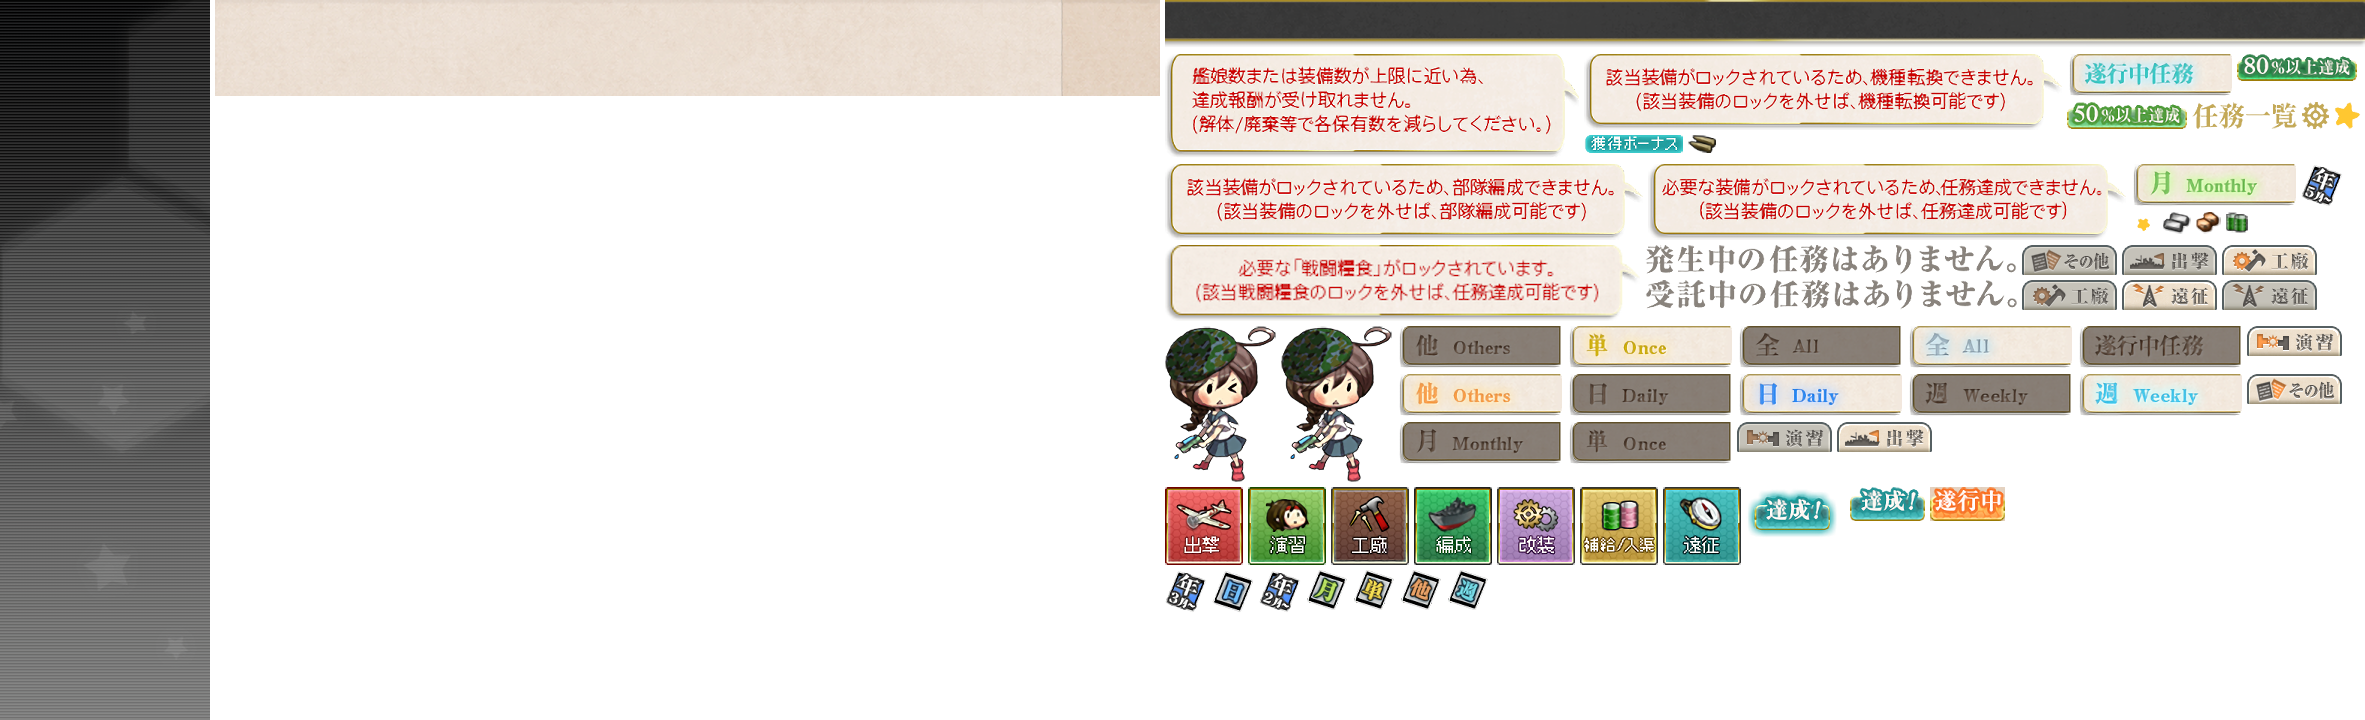 艦娘数または装備数が上限に近い為、
達成報酬が受け取れません。
(解体/廃棄等で各保有数を減らしてください。)
該当装備がロックされているため、機種転換できません。
(該当装備のロックを外せば、機種転換可能です)
遂行中任務
80%以上達成
50%以上達成
任務一覧
獲得ボーナス
該当装備がロックされているため、部隊編成できません。
(該当装備のロックを外せば、部隊編成可能です)
必要な装備がロックされているため、任務達成できません。
(該当装備のロックを外せば、任務達成可能です)
月 Monthly
年
5月～
必要な「戦闘糧食」がロックされています。
(該当戦闘糧食のロックを外せば、任務達成可能です)
発生中の任務はありません。
受託中の任務はありません。
その他
出撃
工廠
工廠
遠征
遠征
他 Others
単 Once
全 All
全 All
遂行中任務
演習
他 Others
日 Daily
日 Daily
週 Weekly
週 Weekly
その他
月 Monthly
単 Once
演習
出撃
出撃
演習
工廠
編成
改装
補給/入渠
遠征
達成!
達成!
遂行中
年
3月～
日
年
2月～
月
単
他
週